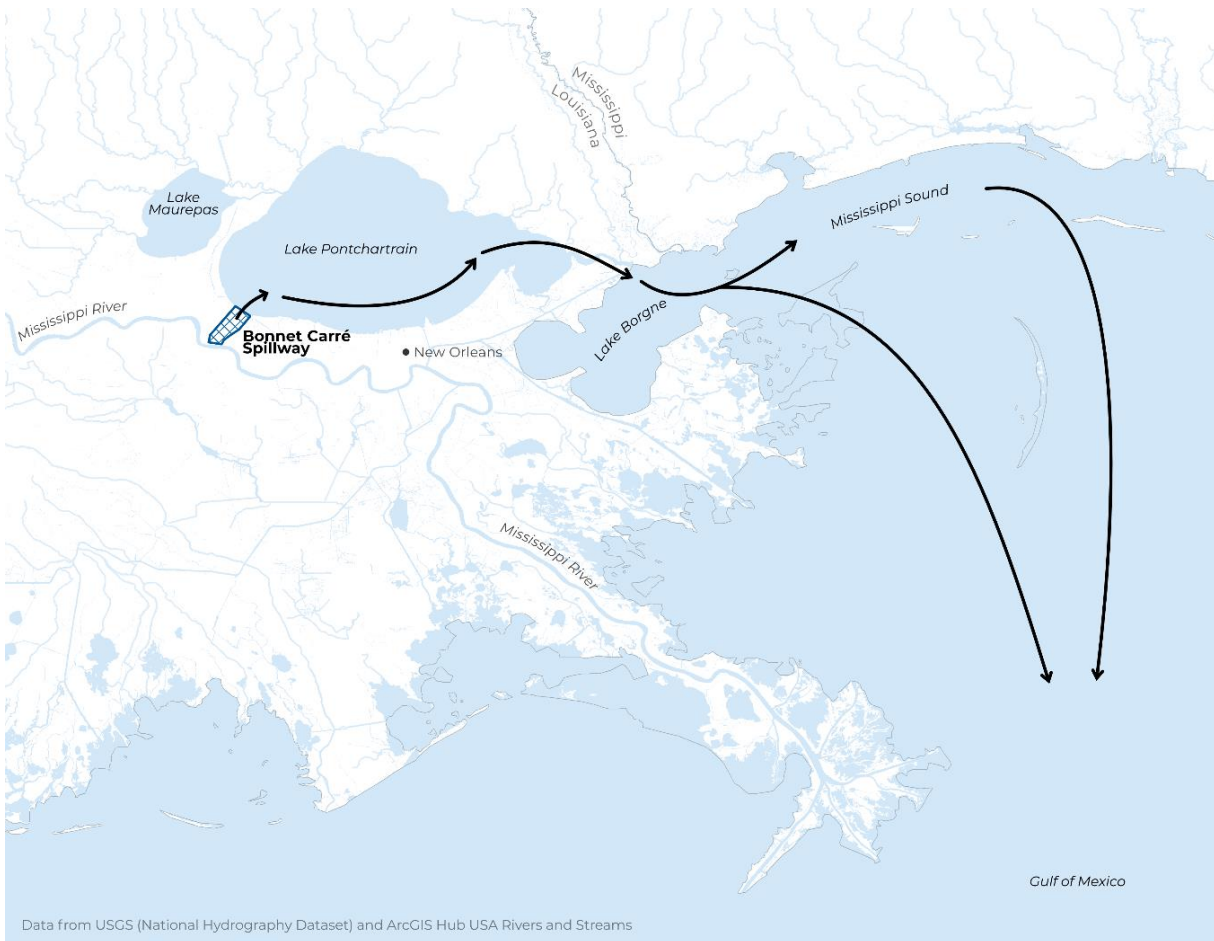 Mississippi
Louisiana
Lake
Maurepas
Lake Pontchartrain
Mississippi Sound
Mississippi River
Bonnet Carré
Spillway
New Orleans
Lake Borgne
Mississippi River
Gulf of Mexico
Data from USGS (National Hydrography Dataset) and ArcGIS Hub USA Rivers and Streams